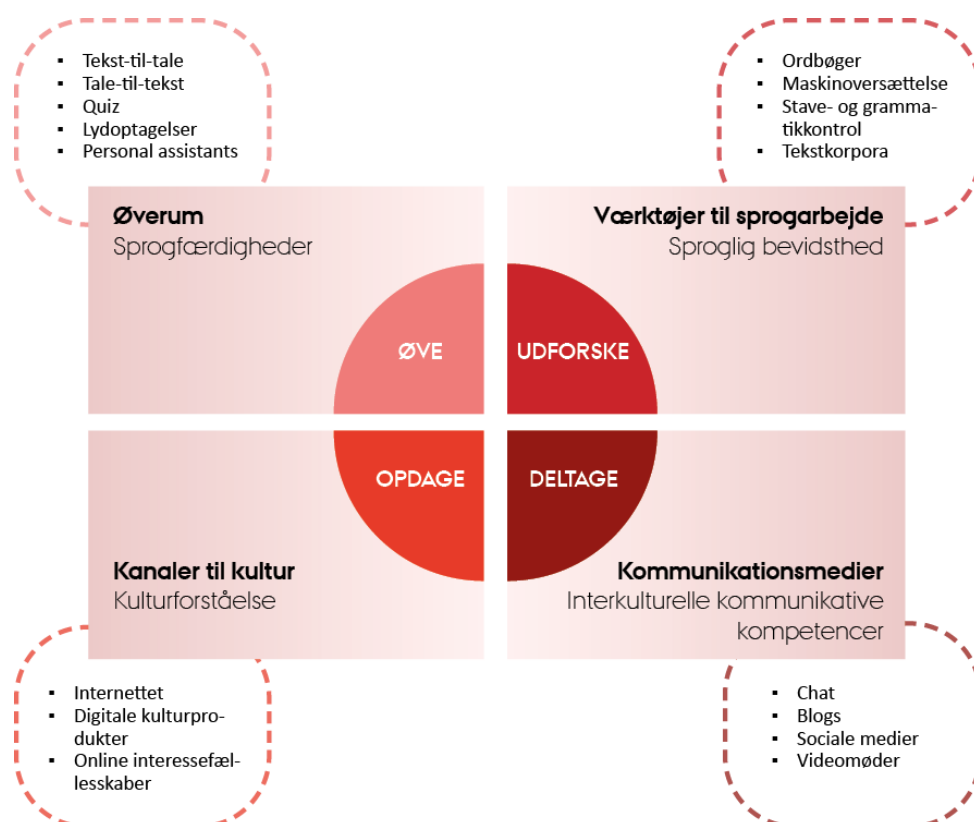 ▪ Tekst-til-tale
▪ Tale-til-tekst
▪ Quiz
▪ Lydoptagelser
▪ Personal assistants
▪ Ordbøger
▪ Maskinoversættelse
▪ Stave- og gramma-
tikkontrol
▪ Tekstkorpora
Øverum
Sprogfærdigheder
Værktøjer til sprogarbejde
Sproglig bevidsthed
ØVE
UDFORSKE
OPDAGE
DELTAGE
Kanaler til kultur
Kulturforståelse
Kommunikationsmedier
Interkulturelle kommunikative
kompetencer
▪ Internettet
▪ Digitale kulturpro-
dukter
▪ Online interessefæl-
lesskaber
▪ Chat
▪ Blogs
▪ Sociale medier
▪ Videomøder